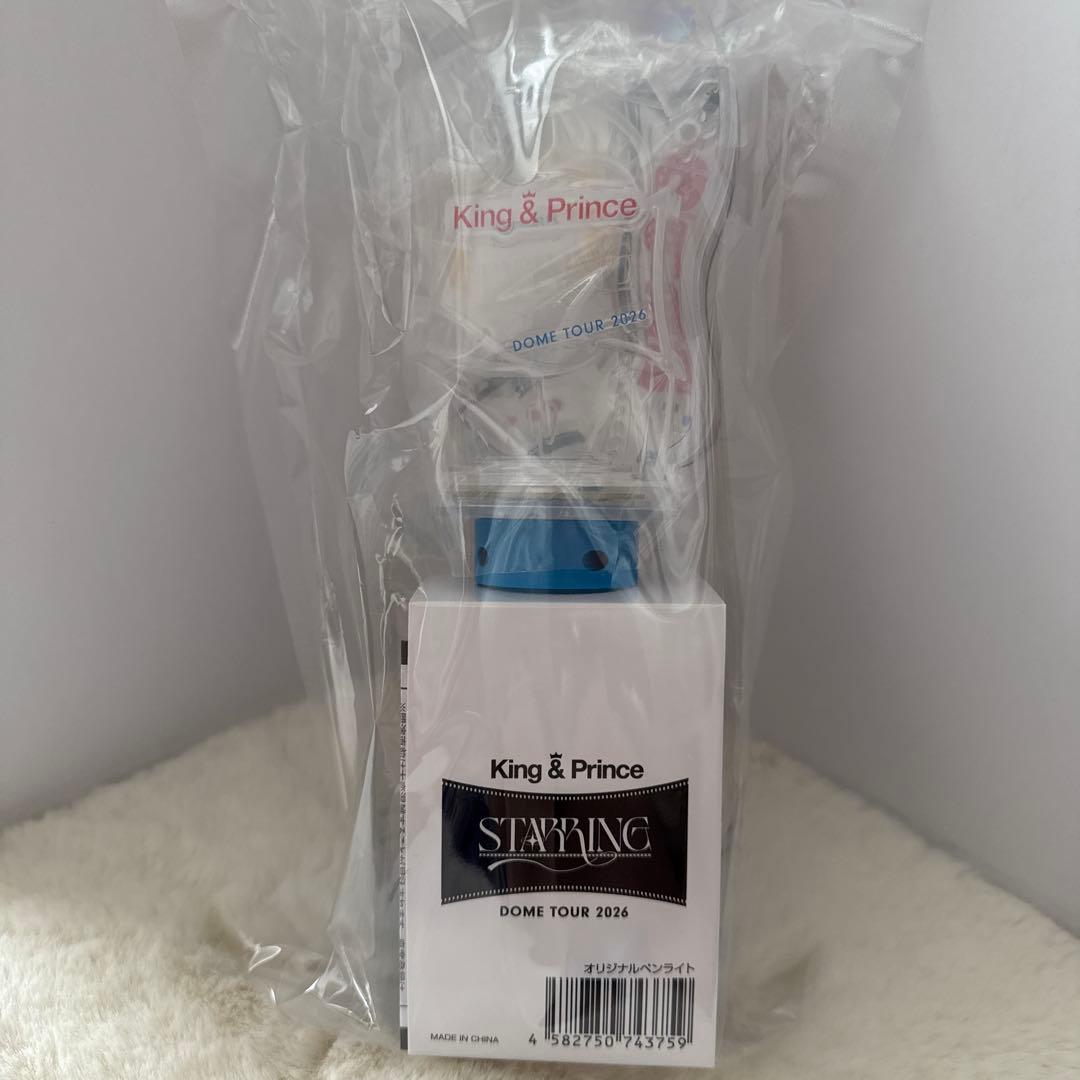 King & Prince
DOME TOUR 2026
King & Prince
STARRING
DOME TOUR 2026
オリジナルペンライト
MADE IN CHINA
4 582750 743759